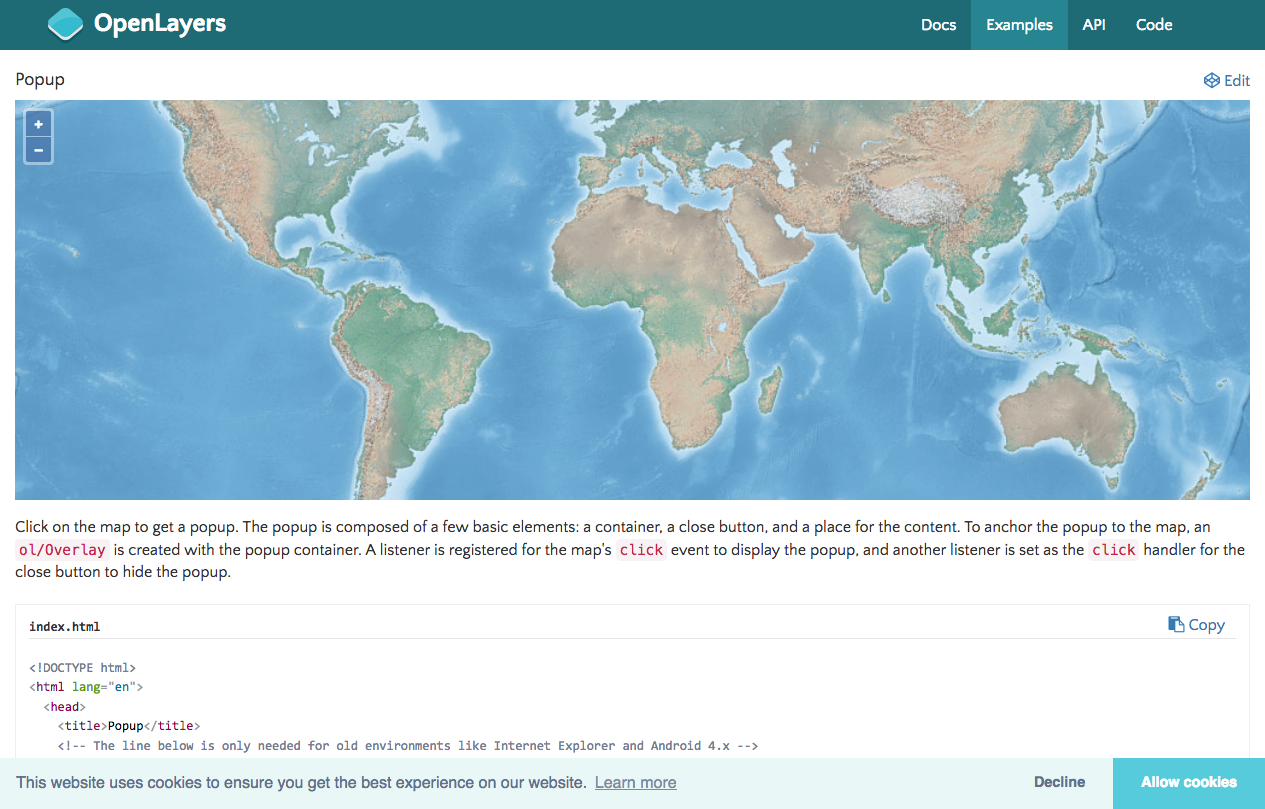 OpenLayers
Docs Examples API Code
Popup
Edit
+
−
Click on the map to get a popup. The popup is composed of a few basic elements: a container, a close button, and a place for the content. To anchor the popup to the map, an
ol/Overlay is created with the popup container. A listener is registered for the map's click event to display the popup, and another listener is set as the click handler for the
close button to hide the popup.
index.html
Copy
<!DOCTYPE html>
<html lang="en">
<head>
<title>Popup</title>
<!-- The line below is only needed for old environments like Internet Explorer and Android 4.x -->
This website uses cookies to ensure you get the best experience on our website. Learn more
Decline
Allow cookies